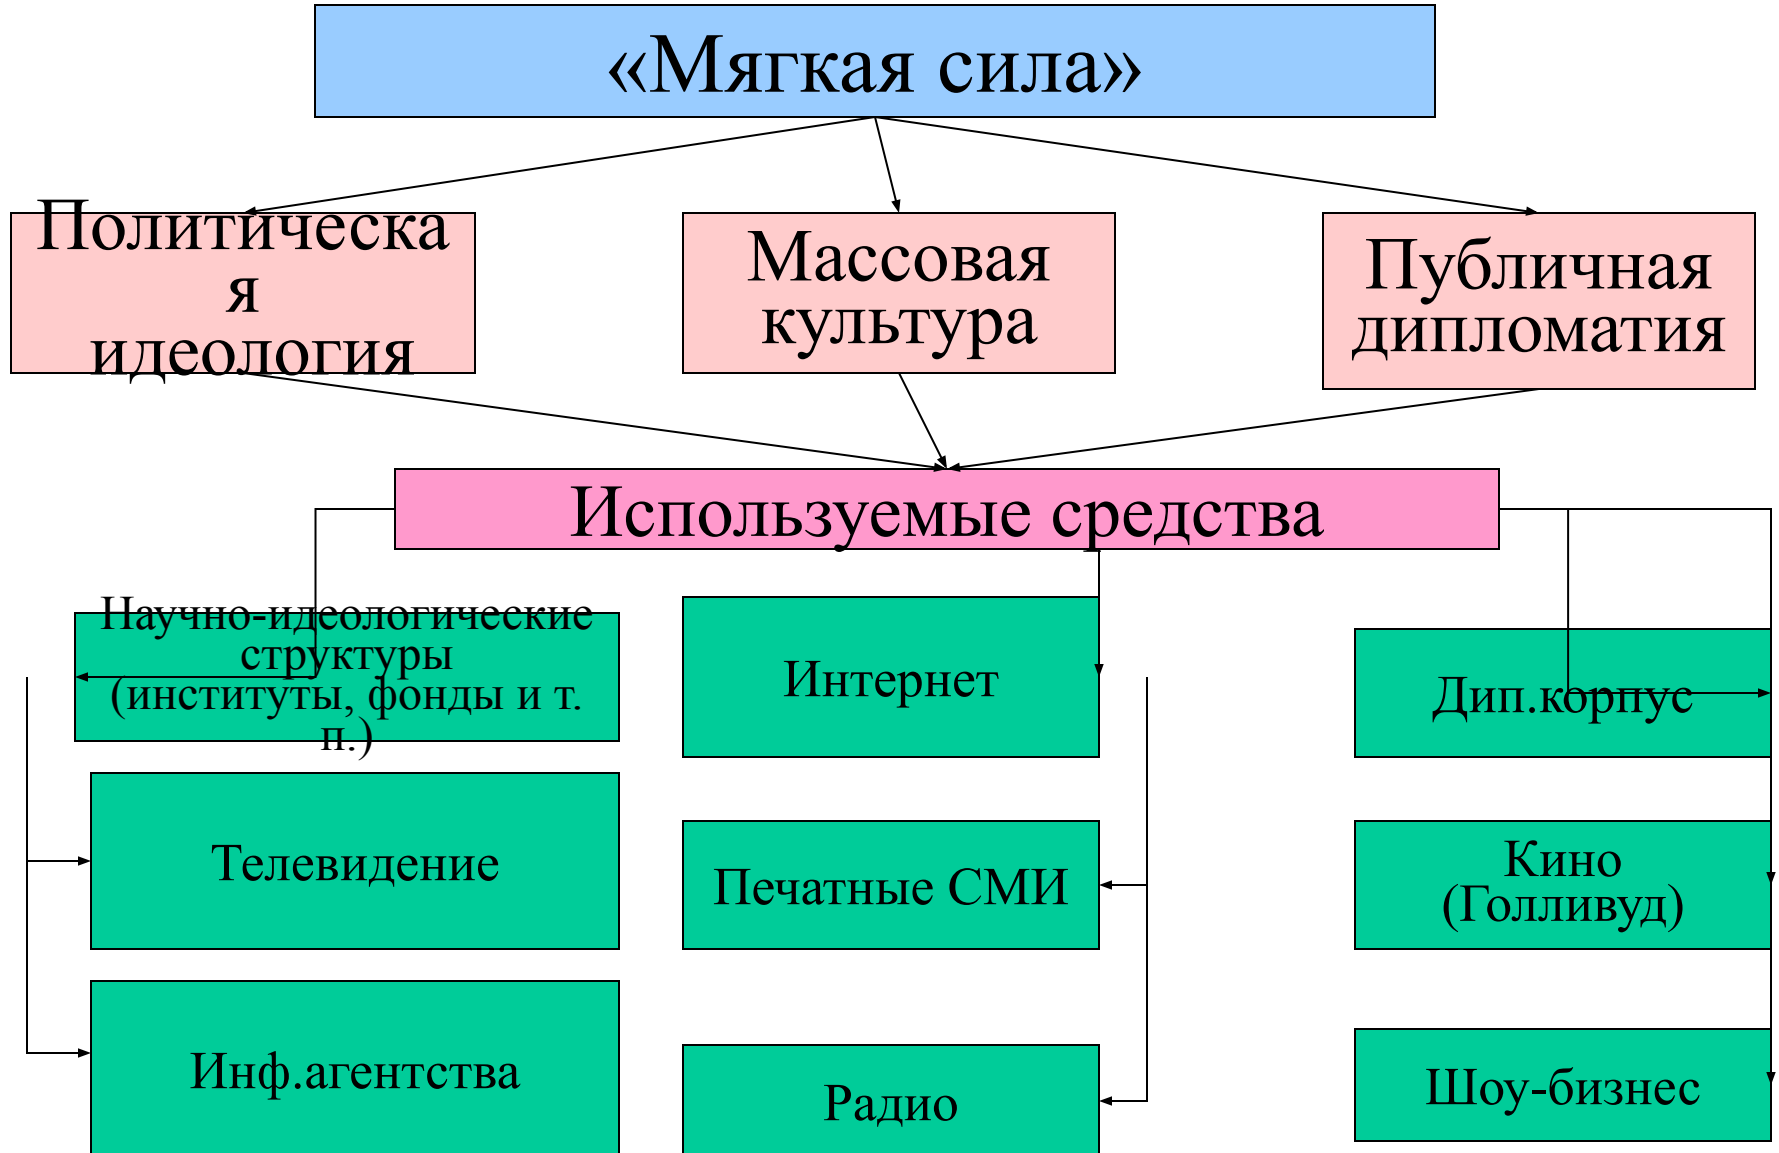 «Мягкая сила»
Политическа
я
идеология
Массовая
культура
Публичная
дипломатия
Используемые средства
Научно-идеологические
структуры
(институты, фонды и т.
п.)
Интернет
Дип.корпус
Телевидение
Печатные СМИ
Кино
(Голливуд)
Инф.агентства
Радио
Шоу-бизнес